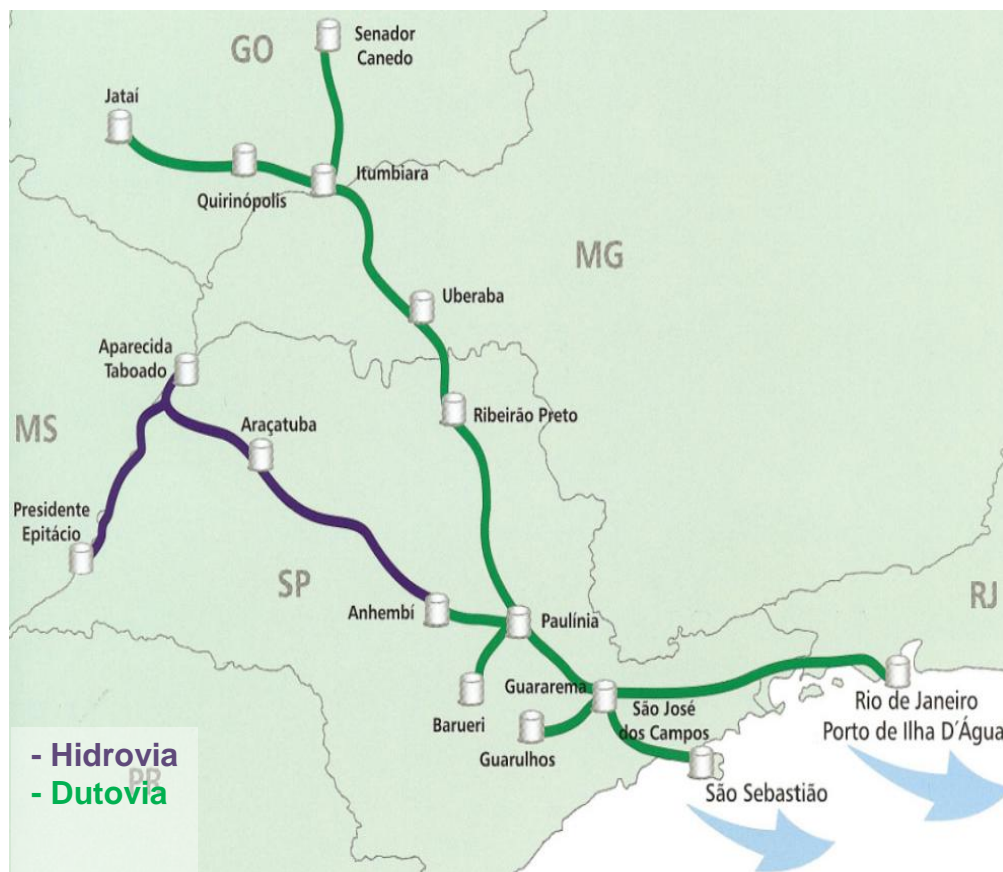 GO
Senador
Canedo
Jataí
Itumbiara
Quirinópolis
MG
Uberaba
Aparecida
Taboado
Ribeirão Preto
MS
Araçatuba
Presidente
Epitácio
SP
RJ
Anhembí
Paulínia
Guararema
Barueri
São José
dos Campos
Guarulhos
Rio de Janeiro
Porto de Ilha D´Água
São Sebastião
- Hidrovia
PR
- Dutovia